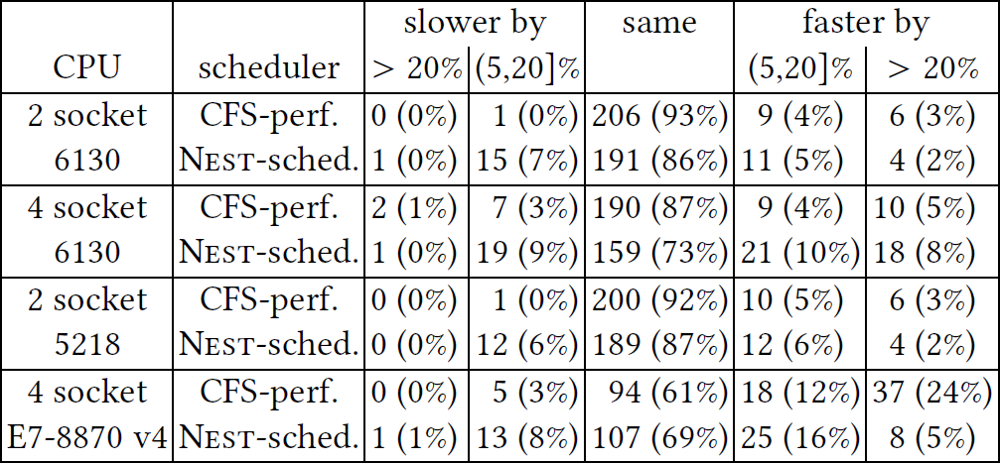 slower by same faster by
CPU scheduler > 20% (5,20]% (5,20]% > 20%
2 socket CFS-perf. 0 (0%) 1 (0%) 206 (93%) 9 (4%) 6 (3%)
6130 NEST-sched. 1 (0%) 15 (7%) 191 (86%) 11 (5%) 4 (2%)
4 socket CFS-perf. 2 (1%) 7 (3%) 190 (87%) 9 (4%) 10 (5%)
6130 NEST-sched. 1 (0%) 19 (9%) 159 (73%) 21 (10%) 18 (8%)
2 socket CFS-perf. 0 (0%) 1 (0%) 200 (92%) 10 (5%) 6 (3%)
5218 NEST-sched. 0 (0%) 12 (6%) 189 (87%) 12 (6%) 4 (2%)
4 socket CFS-perf. 0 (0%) 5 (3%) 94 (61%) 18 (12%) 37 (24%)
E7-8870 v4 NEST-sched. 1 (1%) 13 (8%) 107 (69%) 25 (16%) 8 (5%)